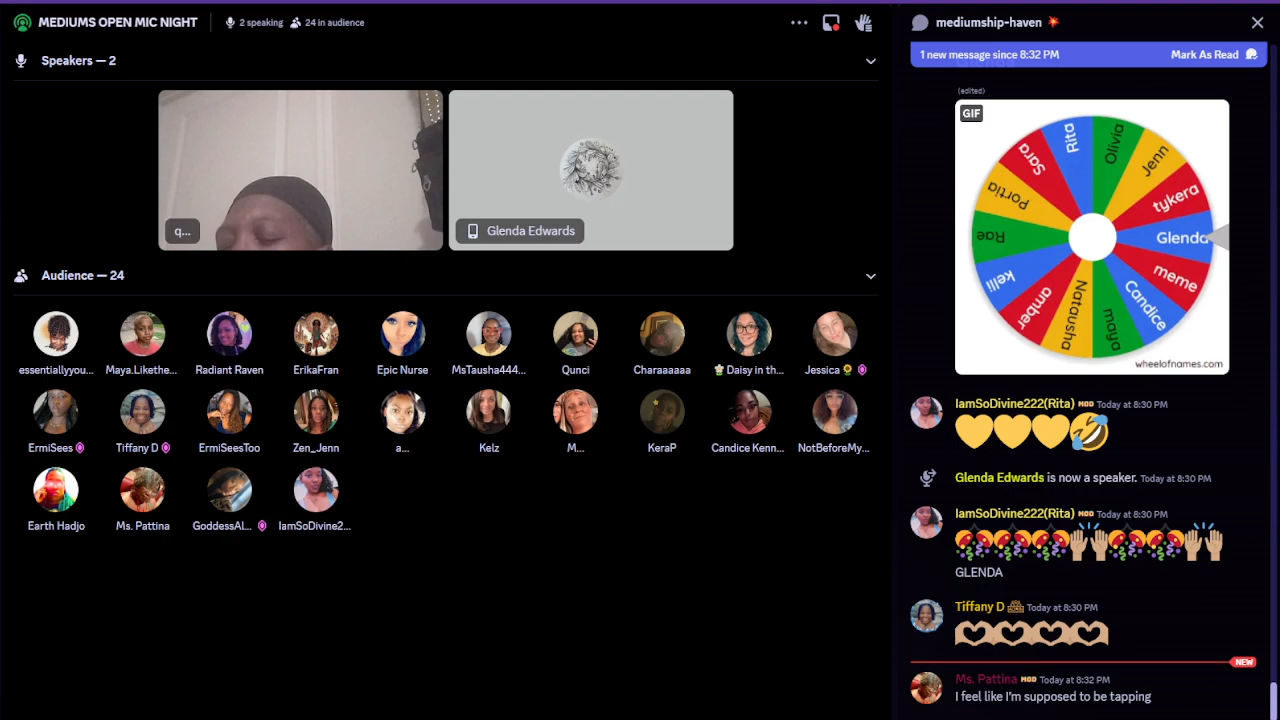 MEDIUMS OPEN MIC NIGHT
2 speaking
24 in audience
Speakers — 2
q...
Glenda Edwards
Audience — 24
essentiallyyou...
Maya.Likethe...
Radiant Raven
ErikaFran
Epic Nurse
MsTausha444...
Qunci
Charaaaaaa
Daisy in th...
Jessica
ErmiSees
Tiffany D
ErmiSeesToo
Zen_Jenn
a...
Kelz
M...
KeraP
Candice Kenn...
NotBeforeMy...
Earth Hadjo
Ms. Pattina
GoddessAl...
IamSoDivine2...
mediumship-haven
1 new message since 8:32 PM
Mark As Read
(edited)
GIF
Rita
Olivia
Jenn
tykera
Glenda
meme
Candice
maya
Natausha
amber
kelli
Rae
Portia
Sara
wheelofnames.com
IamSoDivine222(Rita) MOD Today at 8:30 PM
Glenda Edwards is now a speaker. Today at 8:30 PM
IamSoDivine222(Rita) MOD Today at 8:30 PM
GLENDA
Tiffany D Today at 8:30 PM
NEW
Ms. Pattina MOD Today at 8:32 PM
I feel like I'm supposed to be tapping